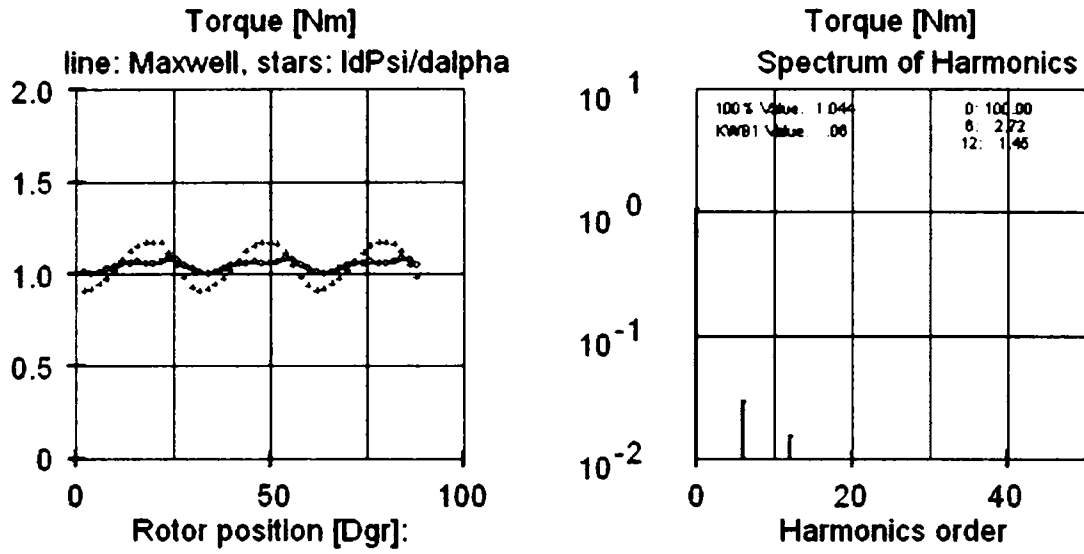 Torque [Nm]
line: Maxwell, stars: IdPsi/dalpha
2.0
1.5
1.0
0.5
0
0 50 100
Rotor position [Dgr]:
Torque [Nm]
Spectrum of Harmonics
10 1
10 0
10 -1
10 -2
100 % Value: 1.044
KWB1 Value: .06
0: 100.00
6: 2.72
12: 1.45
0 20 40
Harmonics order